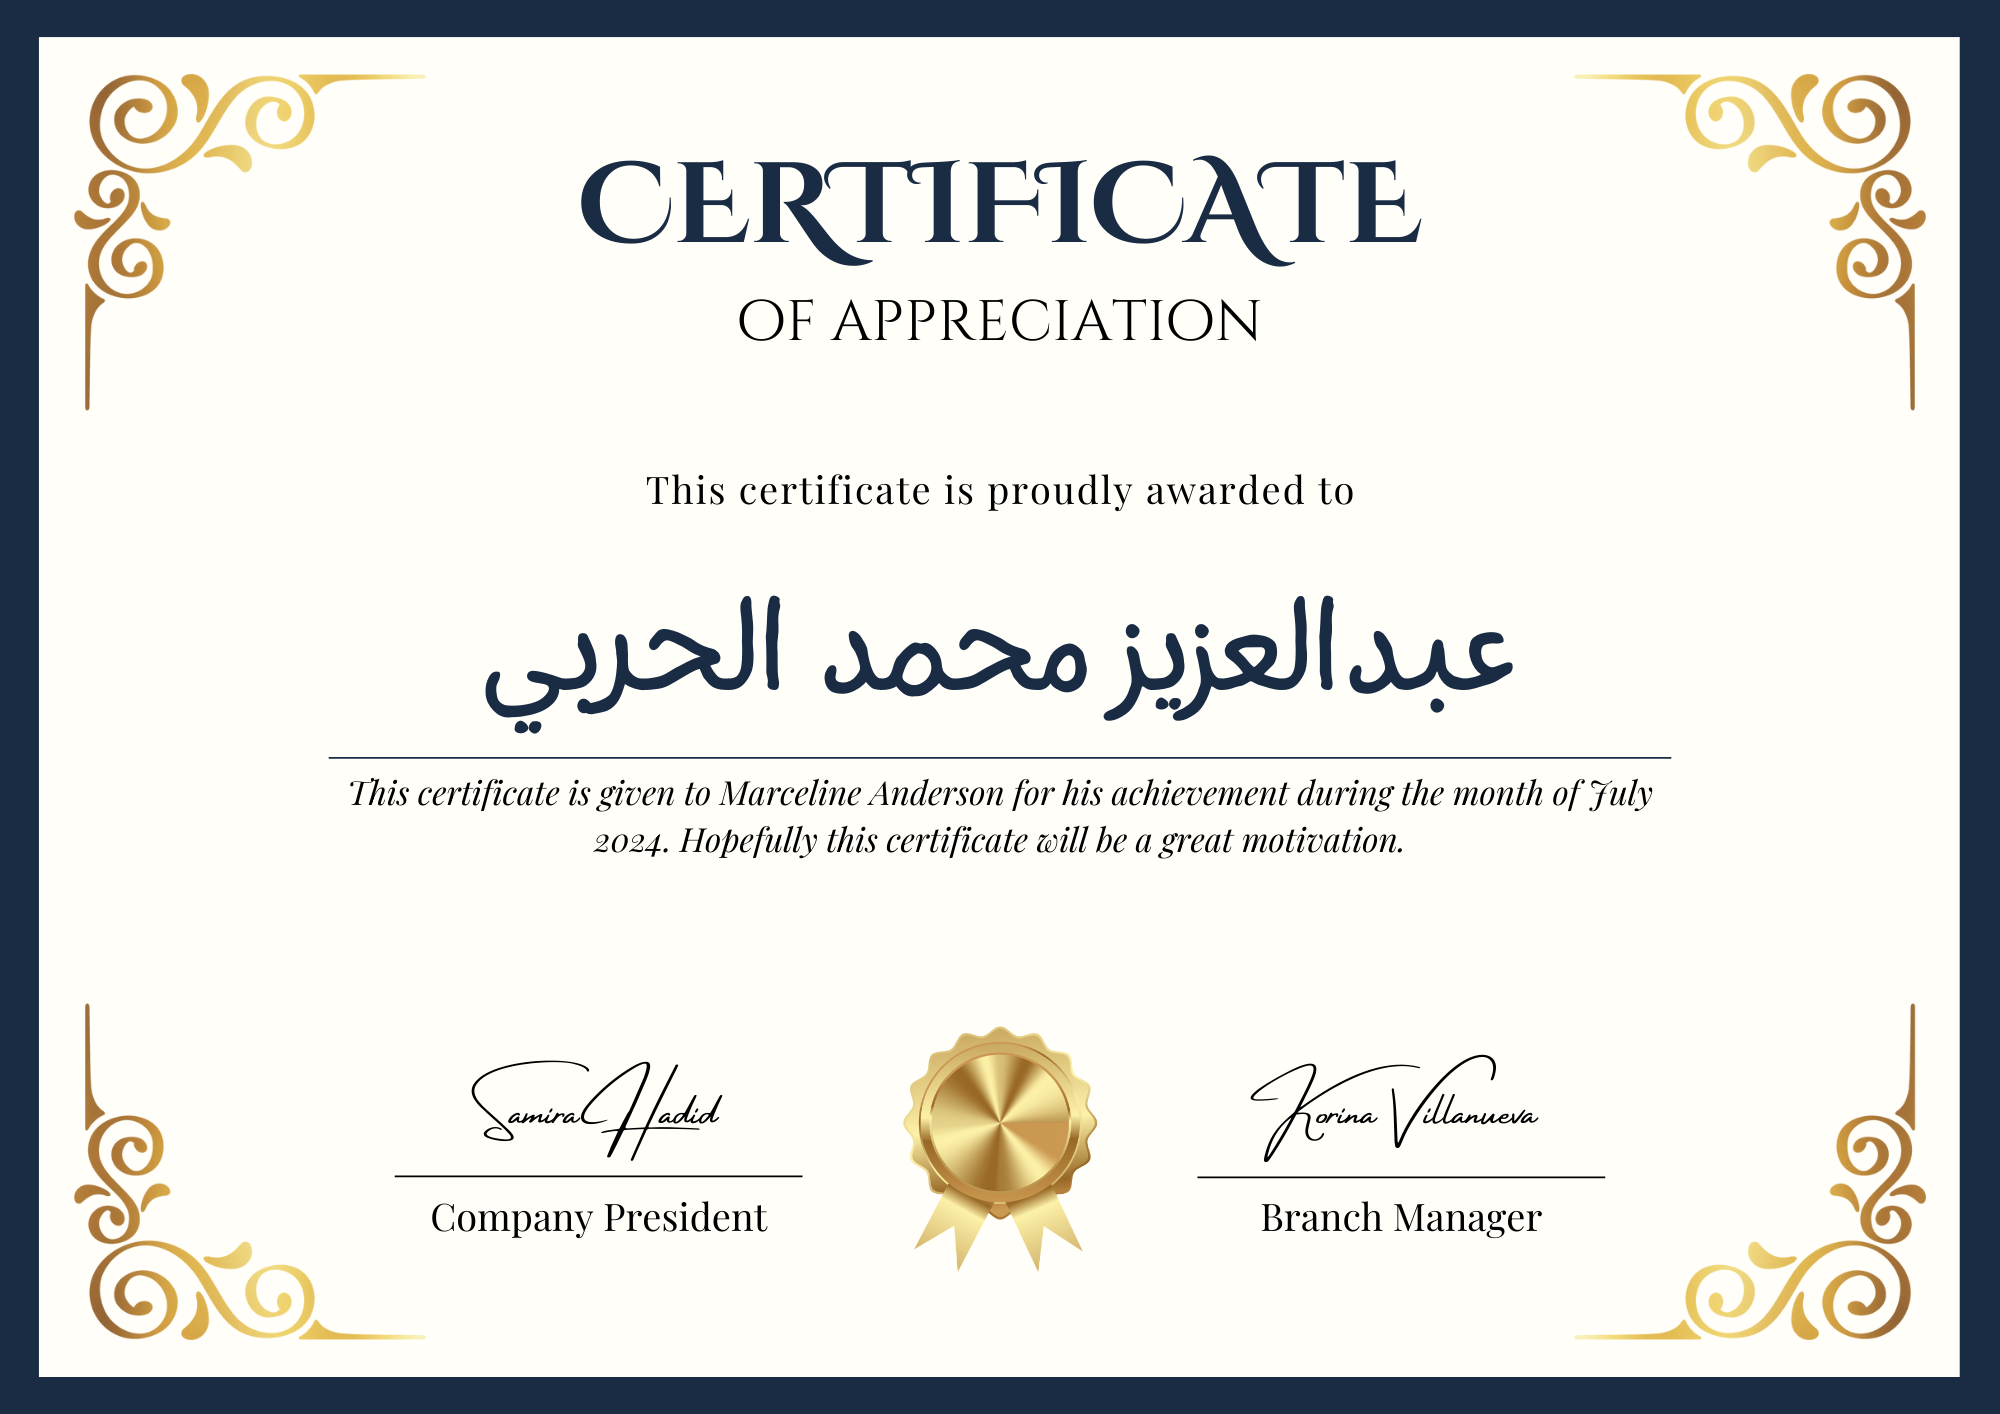 CERTIFICATE
OF APPRECIATION
This certificate is proudly awarded to
عبدالعزيز محمد الحربي
This certificate is given to Marceline Anderson for his achievement during the month of July
2024. Hopefully this certificate will be a great motivation.
Samira Hadid
Korina Villanueva
Company President
Branch Manager